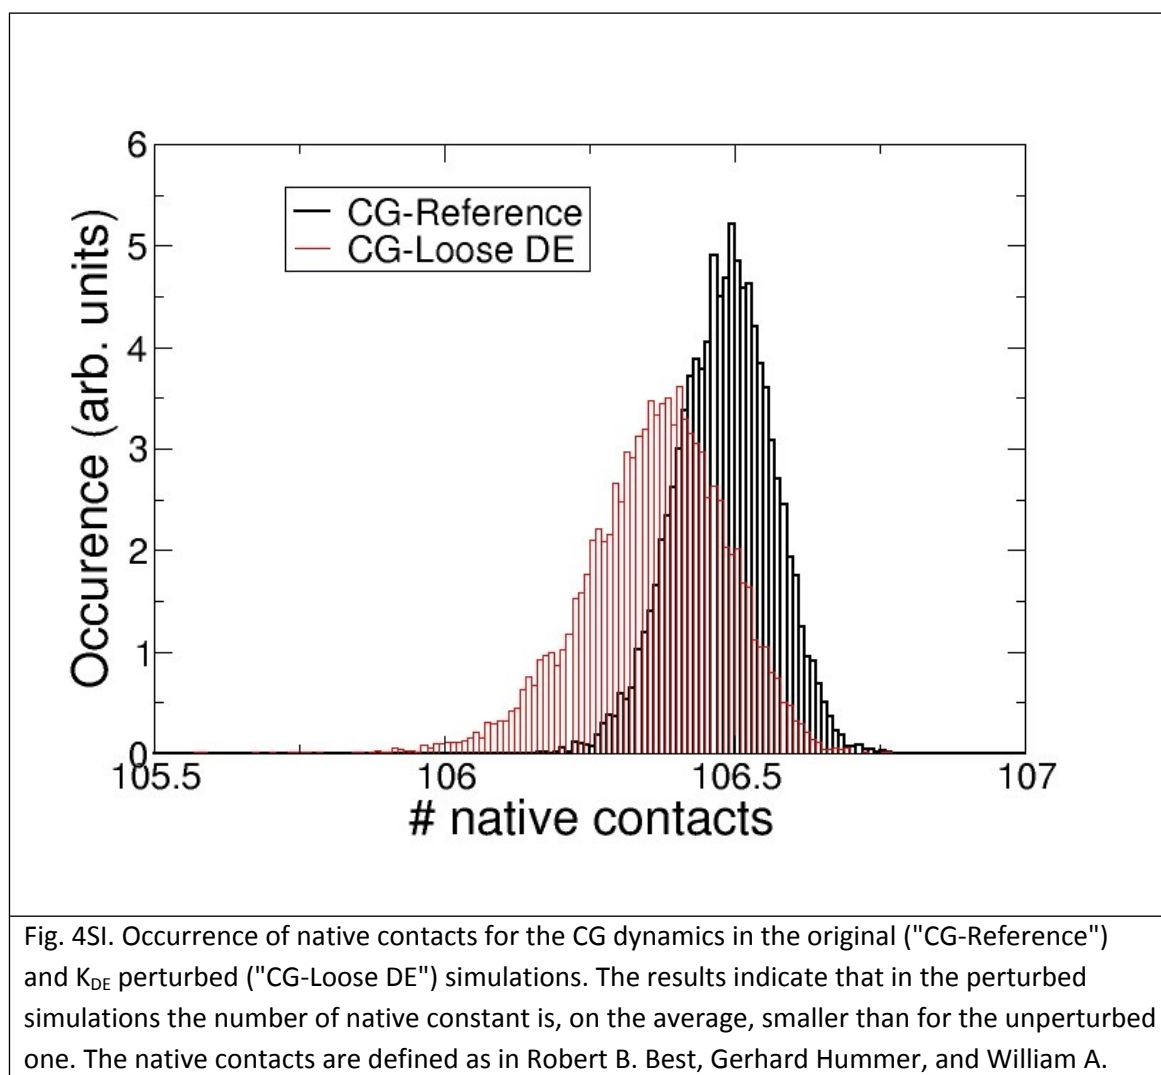 6
5
4
3
2
1
0
Occurence (arb. units)
CG-Reference
CG-Loose DE
105.5 106 106.5 107
# native contacts
Fig. 4SI. Occurrence of native contacts for the CG dynamics in the original ("CG-Reference")
and KDE perturbed ("CG-Loose DE") simulations. The results indicate that in the perturbed
simulations the number of native constant is, on the average, smaller than for the unperturbed
one. The native contacts are defined as in Robert B. Best, Gerhard Hummer, and William A.